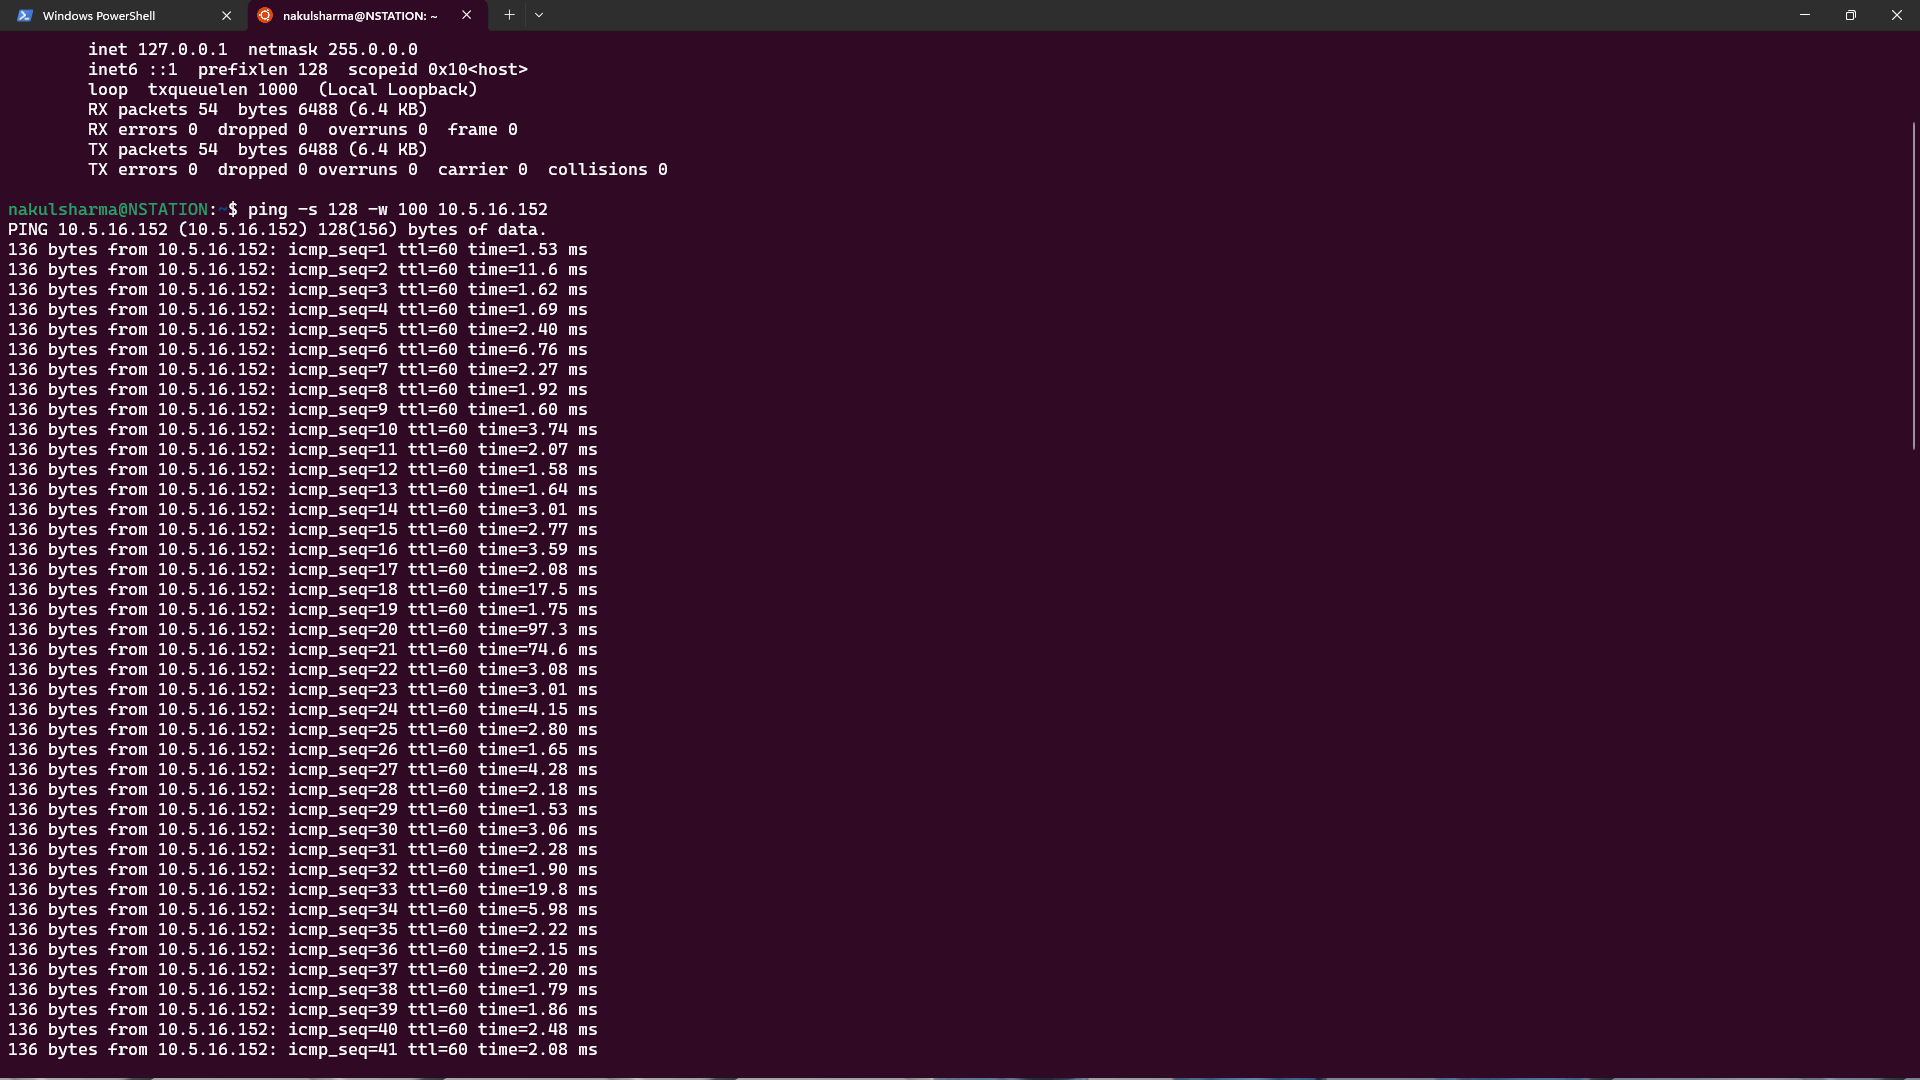 Windows PowerShell
nakulsharma@NSTATION: ~
inet 127.0.0.1  netmask 255.0.0.0
inet6 ::1  prefixlen 128  scopeid 0x10<host>
loop  txqueuelen 1000  (Local Loopback)
RX packets 54  bytes 6488 (6.4 KB)
RX errors 0  dropped 0  overruns 0  frame 0
TX packets 54  bytes 6488 (6.4 KB)
TX errors 0  dropped 0 overruns 0  carrier 0  collisions 0
nakulsharma@NSTATION:~$ ping -s 128 -w 100 10.5.16.152
PING 10.5.16.152 (10.5.16.152) 128(156) bytes of data.
136 bytes from 10.5.16.152: icmp_seq=1 ttl=60 time=1.53 ms
136 bytes from 10.5.16.152: icmp_seq=2 ttl=60 time=11.6 ms
136 bytes from 10.5.16.152: icmp_seq=3 ttl=60 time=1.62 ms
136 bytes from 10.5.16.152: icmp_seq=4 ttl=60 time=1.69 ms
136 bytes from 10.5.16.152: icmp_seq=5 ttl=60 time=2.40 ms
136 bytes from 10.5.16.152: icmp_seq=6 ttl=60 time=6.76 ms
136 bytes from 10.5.16.152: icmp_seq=7 ttl=60 time=2.27 ms
136 bytes from 10.5.16.152: icmp_seq=8 ttl=60 time=1.92 ms
136 bytes from 10.5.16.152: icmp_seq=9 ttl=60 time=1.60 ms
136 bytes from 10.5.16.152: icmp_seq=10 ttl=60 time=3.74 ms
136 bytes from 10.5.16.152: icmp_seq=11 ttl=60 time=2.07 ms
136 bytes from 10.5.16.152: icmp_seq=12 ttl=60 time=1.58 ms
136 bytes from 10.5.16.152: icmp_seq=13 ttl=60 time=1.64 ms
136 bytes from 10.5.16.152: icmp_seq=14 ttl=60 time=3.01 ms
136 bytes from 10.5.16.152: icmp_seq=15 ttl=60 time=2.77 ms
136 bytes from 10.5.16.152: icmp_seq=16 ttl=60 time=3.59 ms
136 bytes from 10.5.16.152: icmp_seq=17 ttl=60 time=2.08 ms
136 bytes from 10.5.16.152: icmp_seq=18 ttl=60 time=17.5 ms
136 bytes from 10.5.16.152: icmp_seq=19 ttl=60 time=1.75 ms
136 bytes from 10.5.16.152: icmp_seq=20 ttl=60 time=97.3 ms
136 bytes from 10.5.16.152: icmp_seq=21 ttl=60 time=74.6 ms
136 bytes from 10.5.16.152: icmp_seq=22 ttl=60 time=3.08 ms
136 bytes from 10.5.16.152: icmp_seq=23 ttl=60 time=3.01 ms
136 bytes from 10.5.16.152: icmp_seq=24 ttl=60 time=4.15 ms
136 bytes from 10.5.16.152: icmp_seq=25 ttl=60 time=2.80 ms
136 bytes from 10.5.16.152: icmp_seq=26 ttl=60 time=1.65 ms
136 bytes from 10.5.16.152: icmp_seq=27 ttl=60 time=4.28 ms
136 bytes from 10.5.16.152: icmp_seq=28 ttl=60 time=2.18 ms
136 bytes from 10.5.16.152: icmp_seq=29 ttl=60 time=1.53 ms
136 bytes from 10.5.16.152: icmp_seq=30 ttl=60 time=3.06 ms
136 bytes from 10.5.16.152: icmp_seq=31 ttl=60 time=2.28 ms
136 bytes from 10.5.16.152: icmp_seq=32 ttl=60 time=1.90 ms
136 bytes from 10.5.16.152: icmp_seq=33 ttl=60 time=19.8 ms
136 bytes from 10.5.16.152: icmp_seq=34 ttl=60 time=5.98 ms
136 bytes from 10.5.16.152: icmp_seq=35 ttl=60 time=2.22 ms
136 bytes from 10.5.16.152: icmp_seq=36 ttl=60 time=2.15 ms
136 bytes from 10.5.16.152: icmp_seq=37 ttl=60 time=2.20 ms
136 bytes from 10.5.16.152: icmp_seq=38 ttl=60 time=1.79 ms
136 bytes from 10.5.16.152: icmp_seq=39 ttl=60 time=1.86 ms
136 bytes from 10.5.16.152: icmp_seq=40 ttl=60 time=2.48 ms
136 bytes from 10.5.16.152: icmp_seq=41 ttl=60 time=2.08 ms